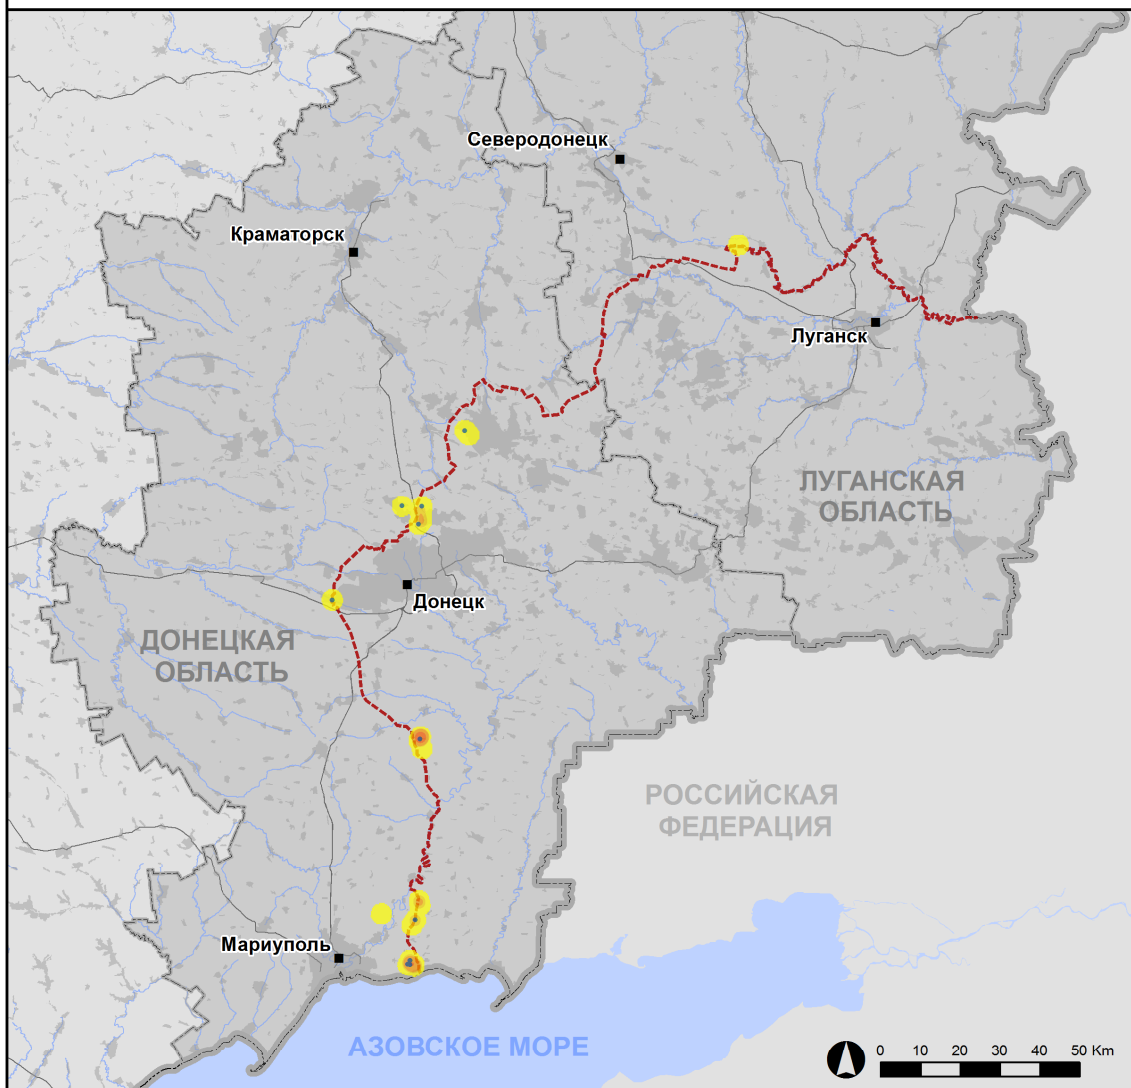 Северодонецк
Краматорск
Луганск
ЛУГАНСКАЯ
ОБЛАСТЬ
Донецк
ДОНЕЦКАЯ
ОБЛАСТЬ
РОССИЙСКАЯ
ФЕДЕРАЦИЯ
Мариуполь
АЗОВСКОЕ МОРЕ
0 10 20 30 40 50 Km